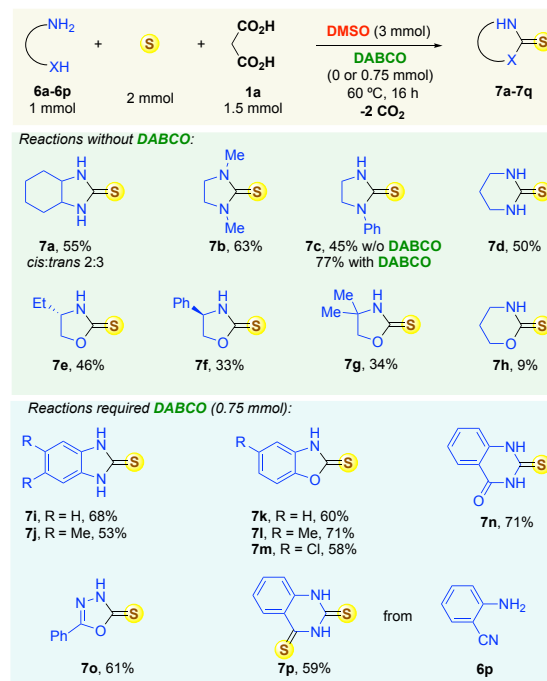 NH2 + S + CO2H DMSO (3 mmol) HN S
XH CO2H DABCO X
(0 or 0.75 mmol)
6a-6p 1a 60 ºC, 16 h 7a-7q
1 mmol 2 mmol 1.5 mmol -2 CO2
Reactions without DABCO:
H N S N H
Me N S N Me
H N S N Ph
NH S NH
7a, 55% 7b, 63% 7c, 45% w/o DABCO 7d, 50%
cis:trans 2:3 77% with DABCO
Et H N S O
Ph H N S O
Me Me H N S O
NH S O
7e, 46% 7f, 33% 7g, 34% 7h, 9%
Reactions required DABCO (0.75 mmol):
R R H N S N H
R H N S O
H N S NH O
7i, R = H, 68% 7k, R = H, 60% 7n, 71%
7j, R = Me, 53% 7l, R = Me, 71%
7m, R = Cl, 58%
N NH S O Ph
NH S NH S
from
NH2 CN
7o, 61% 7p, 59% 6p